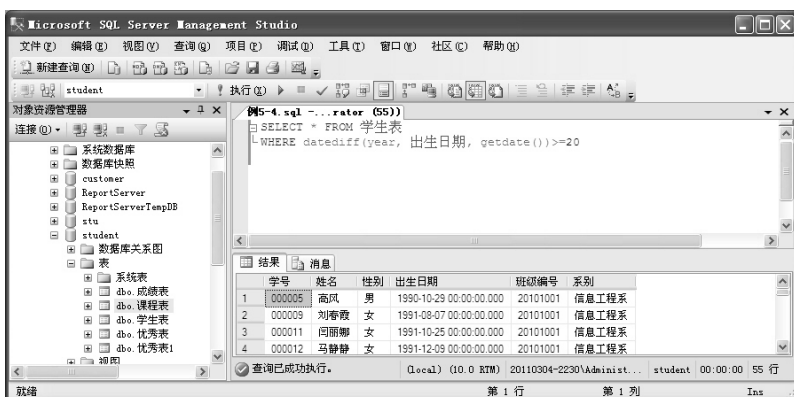 Microsoft SQL Server Management Studio
文件(F) 编辑(E) 视图(V) 查询(Q) 项目(P) 调试(D) 工具(T) 窗口(W) 社区(C) 帮助(H)
新建查询(N)
student 执行(X)
对象资源管理器
连接(O)
系统数据库
数据库快照
customer
ReportServer
ReportServerTempDB
stu
student
数据库关系图
表
系统表
dbo.成绩表
dbo.课程表
dbo.学生表
dbo.优秀表
dbo.优秀表1
视图
例5-4.sql -...rator (55))
SELECT * FROM 学生表
WHERE datediff(year, 出生日期, getdate())>=20
结果 消息
学号 姓名 性别 出生日期 班级编号 系别
1 000005 高风 男 1990-10-29 00:00:00.000 20101001 信息工程系
2 000009 刘春霞 女 1991-08-07 00:00:00.000 20101001 信息工程系
3 000011 闫丽娜 女 1991-10-25 00:00:00.000 20101001 信息工程系
4 000012 马静静 女 1991-12-09 00:00:00.000 20101001 信息工程系
查询已成功执行。 (local) (10.0 RTM) 20110304-2230\Administ... student 00:00:00 55 行
就绪 第 1 行 第 1 列 Ins